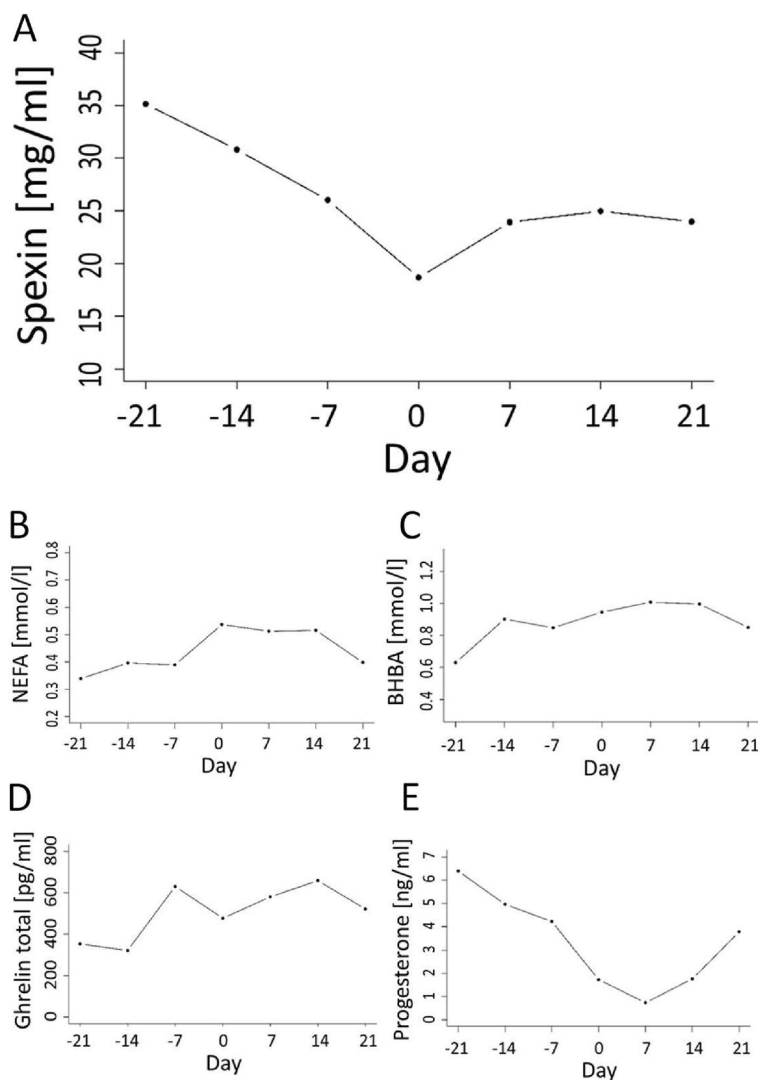 A
Spexin [mg/ml]
40
35
30
25
20
15
10
-21 -14 -7 0 7 14 21
Day
B
NEFA [mmol/l]
0.8
0.7
0.6
0.5
0.4
0.3
0.2
-21 -14 -7 0 7 14 21
Day
C
BHBA [mmol/l]
1.2
1.0
0.8
0.6
0.4
-21 -14 -7 0 7 14 21
Day
D
Ghrelin total [pg/ml]
800
600
400
200
0
-21 -14 -7 0 7 14 21
Day
E
Progesterone [ng/ml]
7
6
5
4
3
2
1
0
-21 -14 -7 0 7 14 21
Day